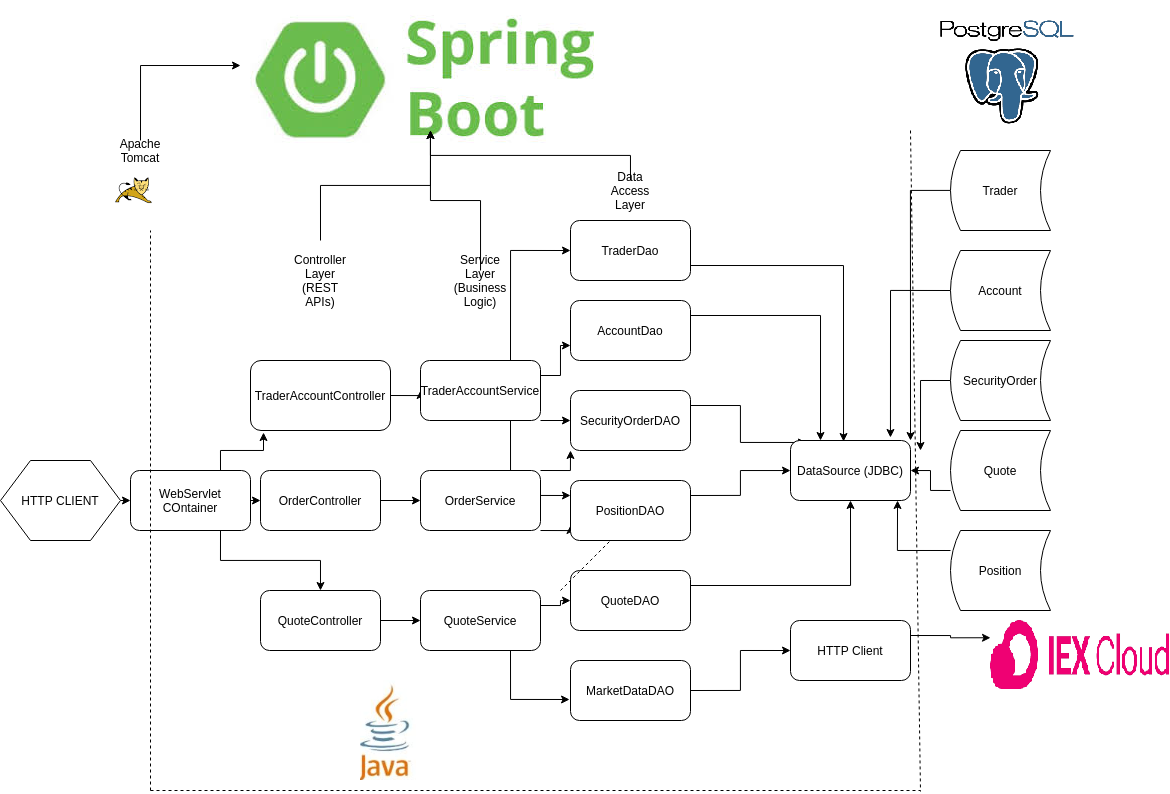 PostgreSQL
Spring
Boot
Apache
Tomcat
Data
Access
Layer
Trader
Controller
Layer
(REST
APIs)
Service
Layer
(Business
Logic)
TraderDao
Account
AccountDao
TraderAccountController
TraderAccountService
SecurityOrder
SecurityOrderDAO
HTTP CLIENT
WebServlet
COntainer
OrderController
OrderService
PositionDAO
DataSource (JDBC)
Quote
Position
QuoteController
QuoteService
QuoteDAO
HTTP Client
IEX Cloud
MarketDataDAO
Java